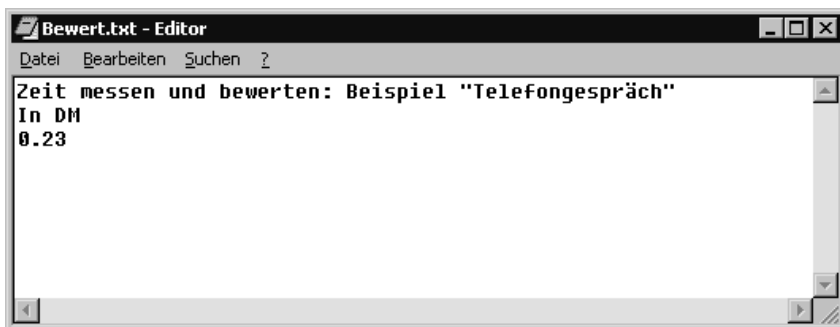 Bewert.txt - Editor
Datei Bearbeiten Suchen ?
Zeit messen und bewerten: Beispiel "Telefongespräch"
In DM
0.23